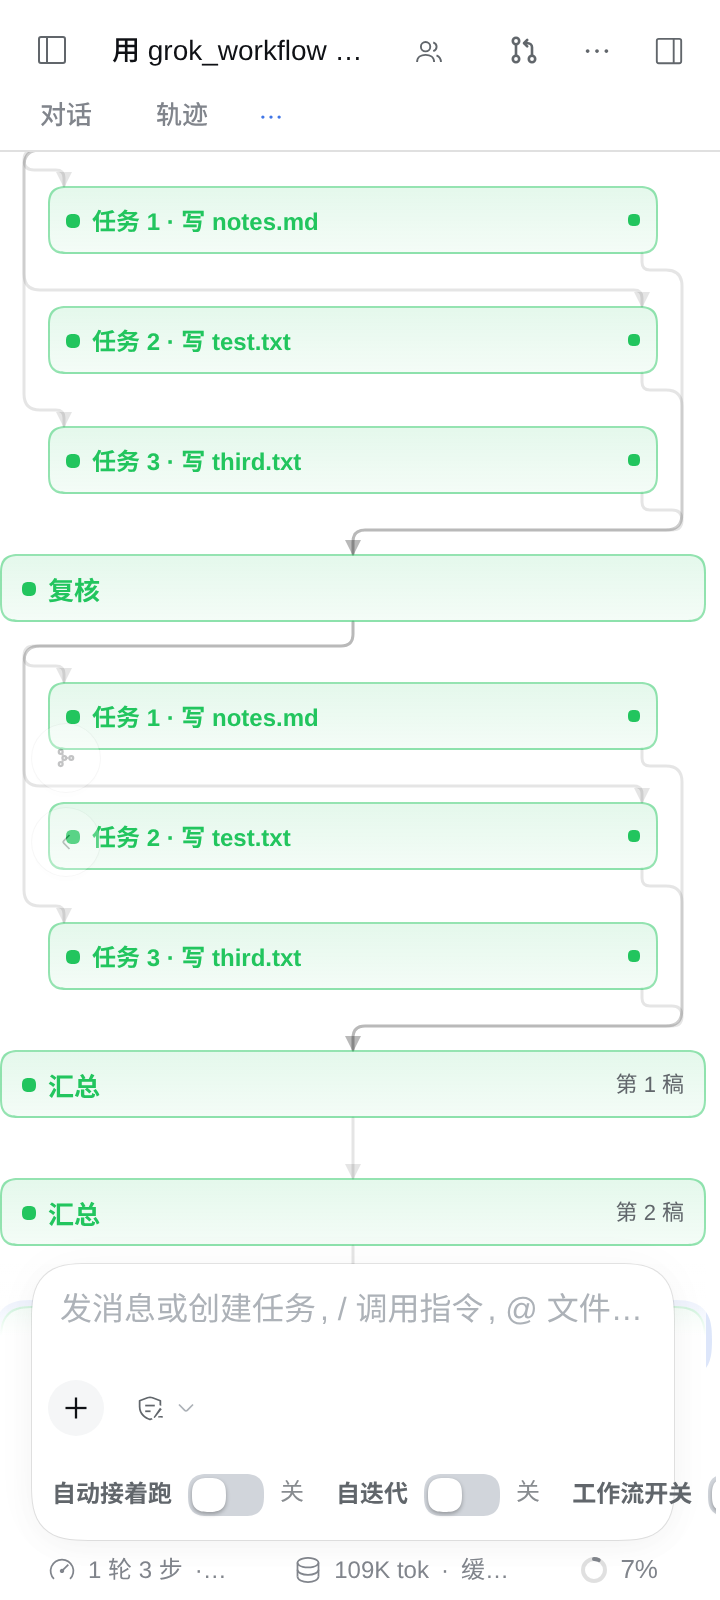 用 grok_workflow …
对话 轨迹 …
任务 1 · 写 notes.md
任务 2 · 写 test.txt
任务 3 · 写 third.txt
复核
任务 1 · 写 notes.md
任务 2 · 写 test.txt
任务 3 · 写 third.txt
汇总 第 1 稿
汇总 第 2 稿
发消息或创建任务, / 调用指令, @ 文件…
自动接着跑 关 自迭代 关 工作流开关
1 轮 3 步 ·… 109K tok · 缓… 7%